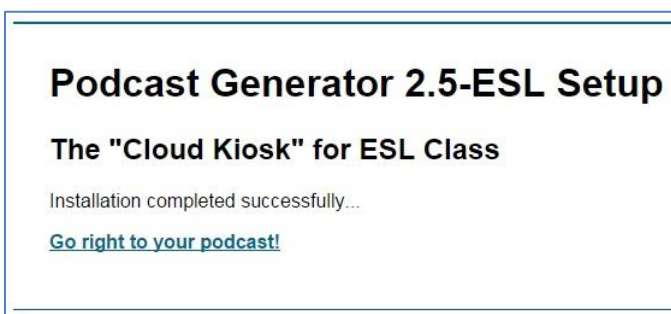 Podcast Generator 2.5-ESL Setup
The "Cloud Kiosk" for ESL Class
Installation completed successfully...
Go right to your podcast!